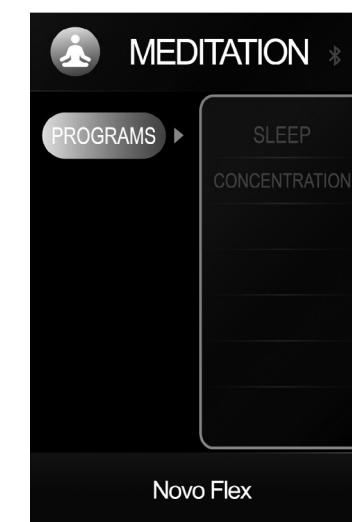 MEDITATION
PROGRAMS
SLEEP
CONCENTRATION
Novo Flex